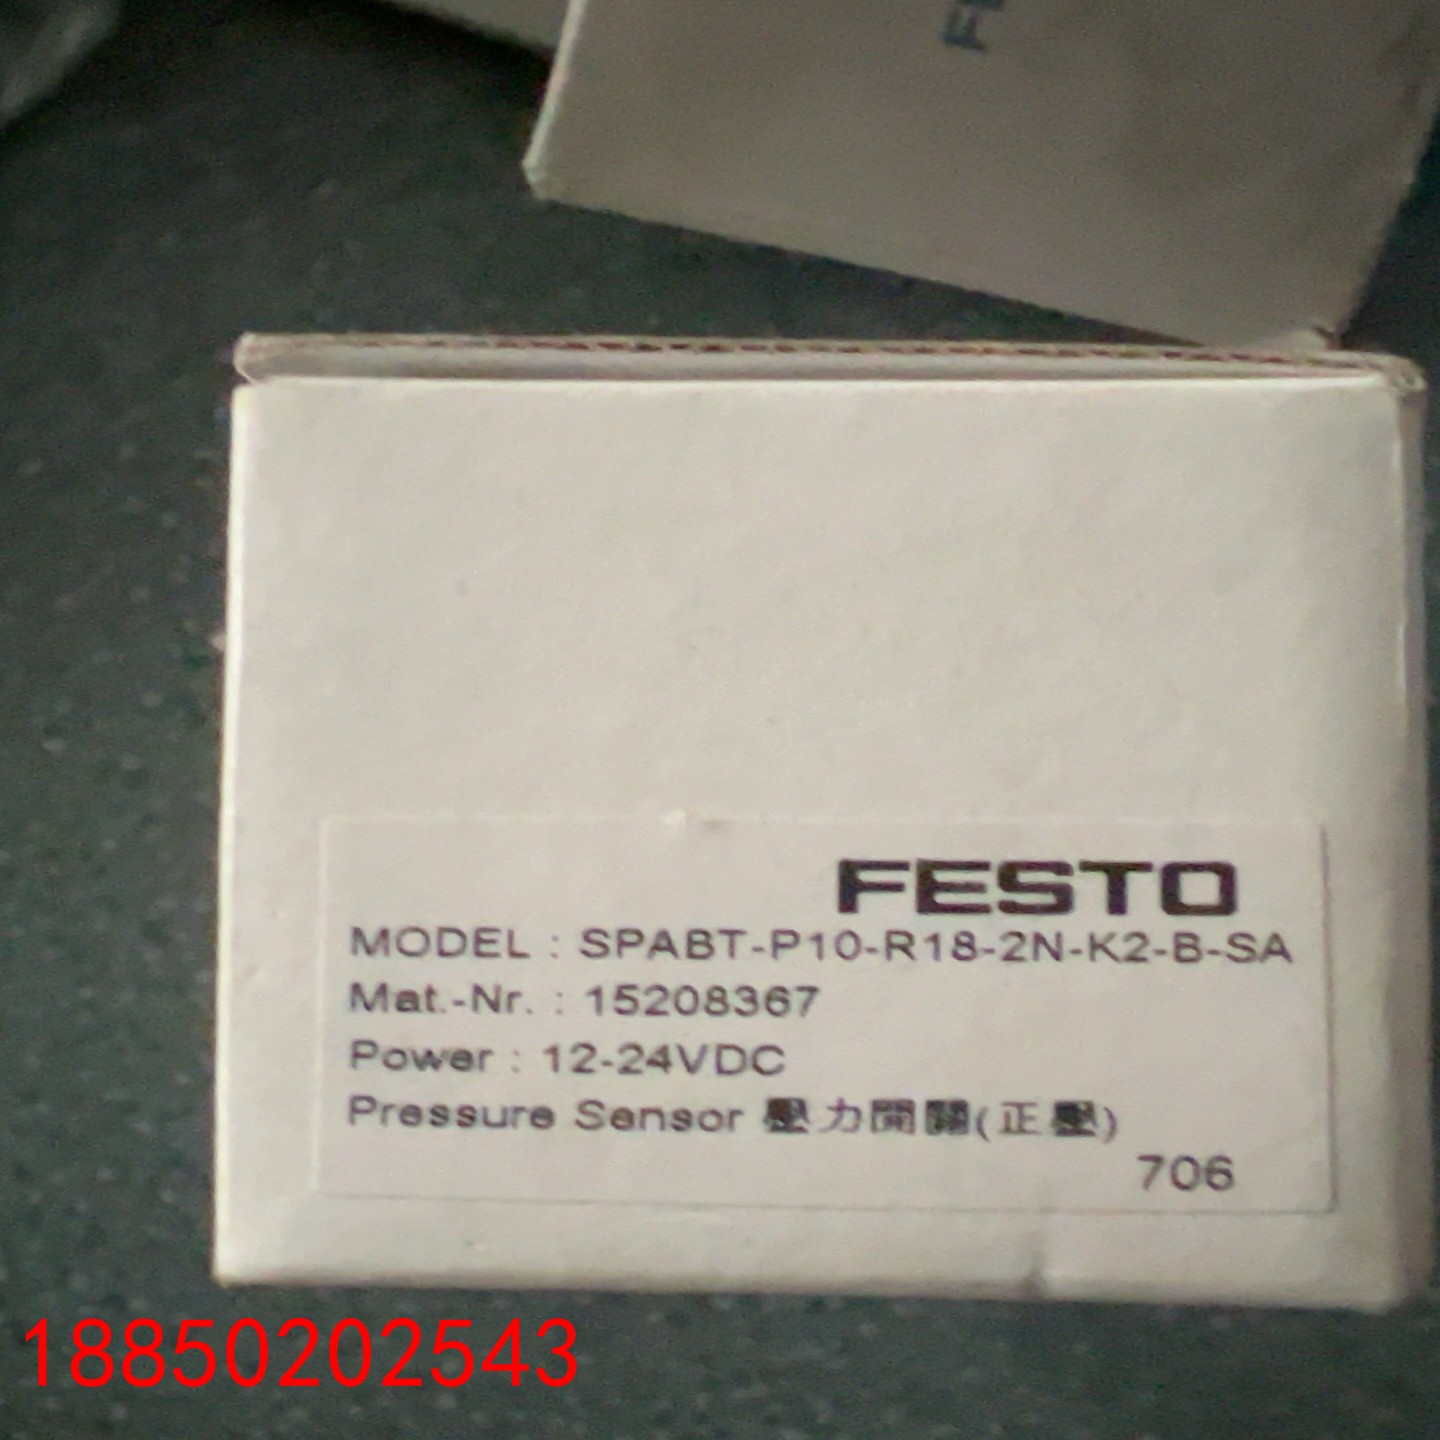 FE
FESTO
MODEL : SPABT-P10-R18-2N-K2-B-SA
Mat.-Nr. : 15208367
Power : 12-24VDC
Pressure Sensor 壓力開關(正壓)
706
18850202543